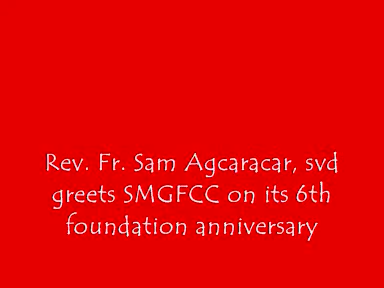 Rev. Fr. Sam Agcaracar, svd
greets SMGFCC on its 6th
foundation anniversary